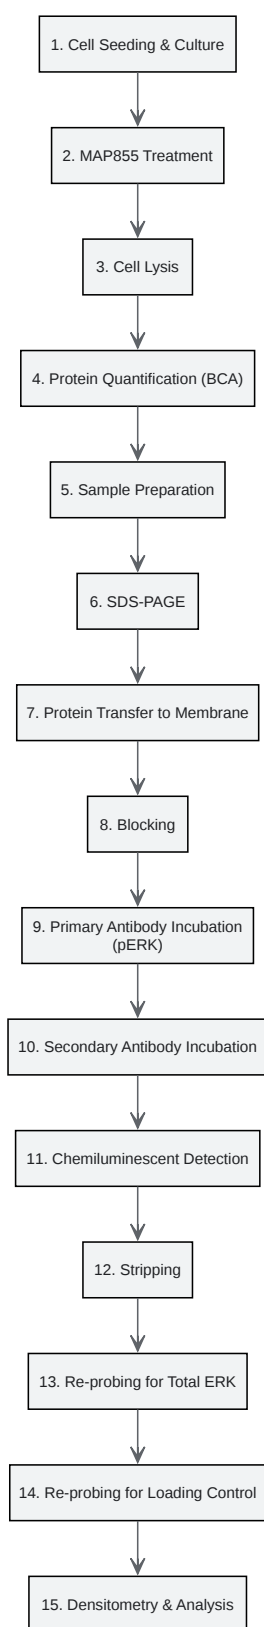 1. Cell Seeding & Culture
2. MAP855 Treatment
3. Cell Lysis
4. Protein Quantification (BCA)
5. Sample Preparation
6. SDS-PAGE
7. Protein Transfer to Membrane
8. Blocking
9. Primary Antibody Incubation
(pERK)
10. Secondary Antibody Incubation
11. Chemiluminescent Detection
12. Stripping
13. Re-probing for Total ERK
14. Re-probing for Loading Control
15. Densitometry & Analysis